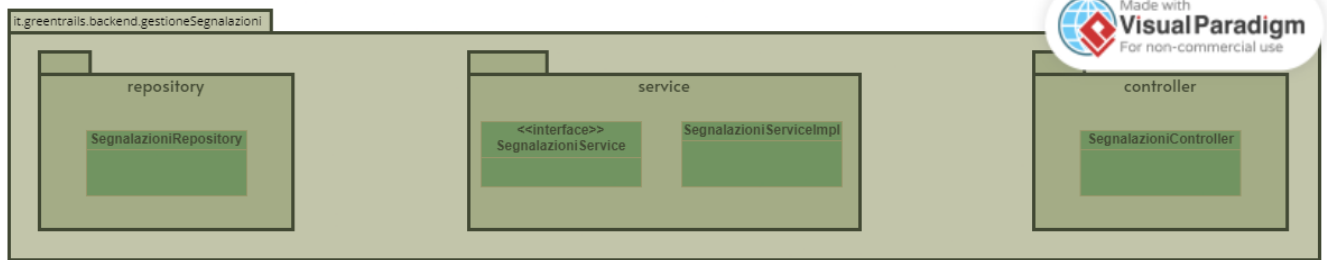 it.greentrails.backend.gestioneSegnalazioni
Made with
Visual Paradigm
For non-commercial use
repository
service
controller
SegnalazioniRepository
<<interface>>
SegnalazioniService
SegnalazioniServiceImpl
SegnalazioniController